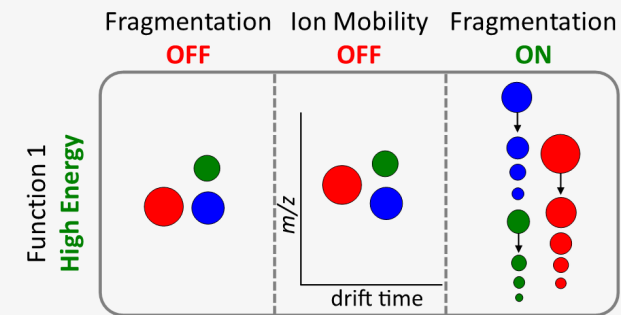 Fragmentation
OFF
Ion Mobility
OFF
Fragmentation
ON
Function 1
High Energy
m/z
drift time